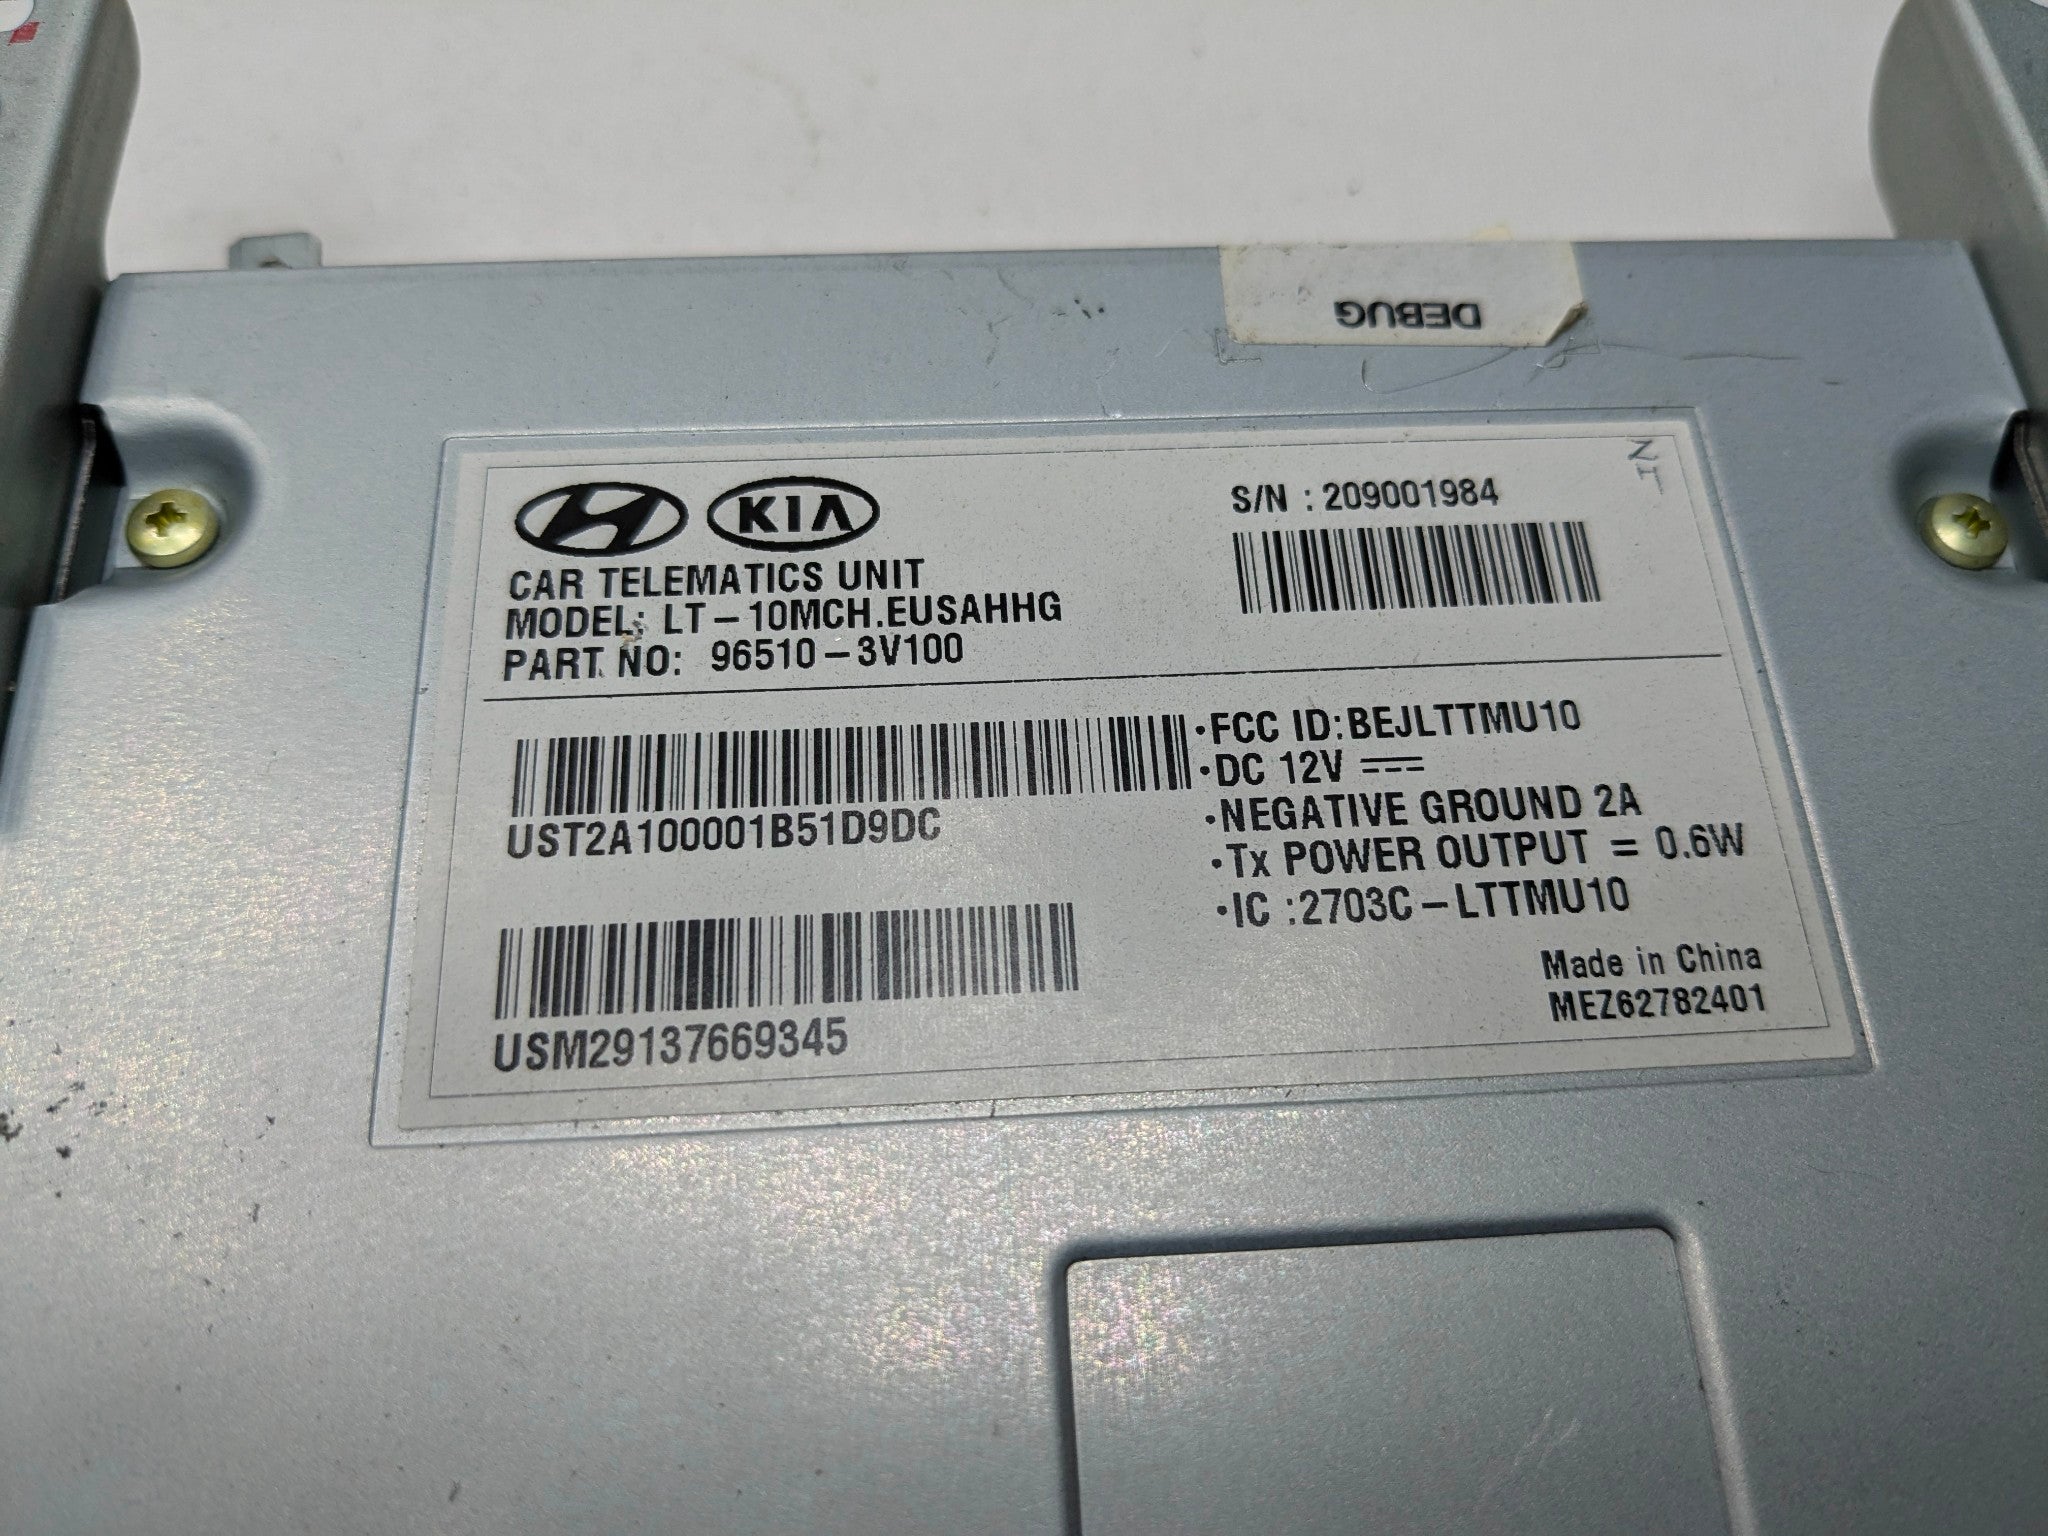 DEBUG
KIA
CAR TELEMATICS UNIT
MODEL: LT-10MCH.EUSAHHG
PART NO: 96510-3V100
S/N : 209001984
UST2A100001B51D9DC
USM29137669345
•FCC ID:BEJLTTMU10
•DC 12V ⎓
•NEGATIVE GROUND 2A
•Tx POWER OUTPUT = 0.6W
•IC :2703C-LTTMU10
Made in China
MEZ62782401